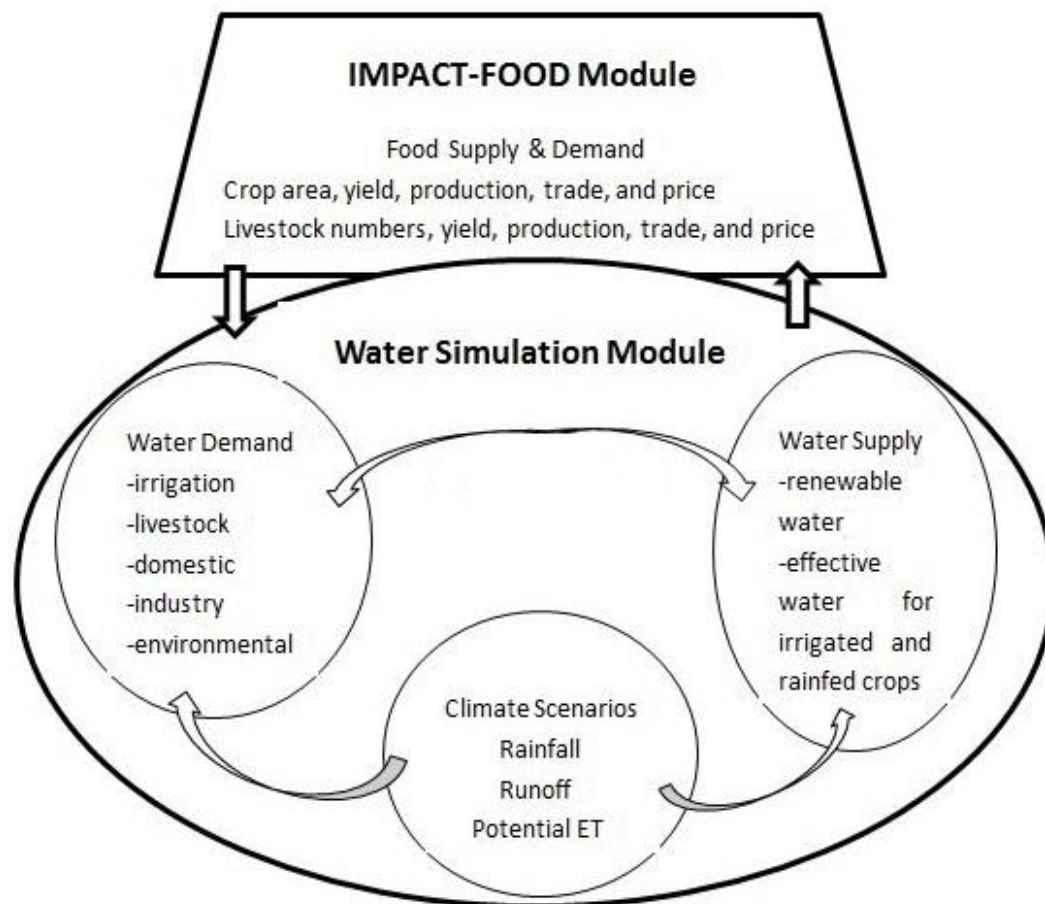 IMPACT-FOOD Module
Food Supply & Demand
Crop area, yield, production, trade, and price
Livestock numbers, yield, production, trade, and price
Water Simulation Module
Water Demand
-irrigation
-livestock
-domestic
-industry
-environmental
Water Supply
-renewable
water
-effective
water for
irrigated and
rainfed crops
Climate Scenarios
Rainfall
Runoff
Potential ET